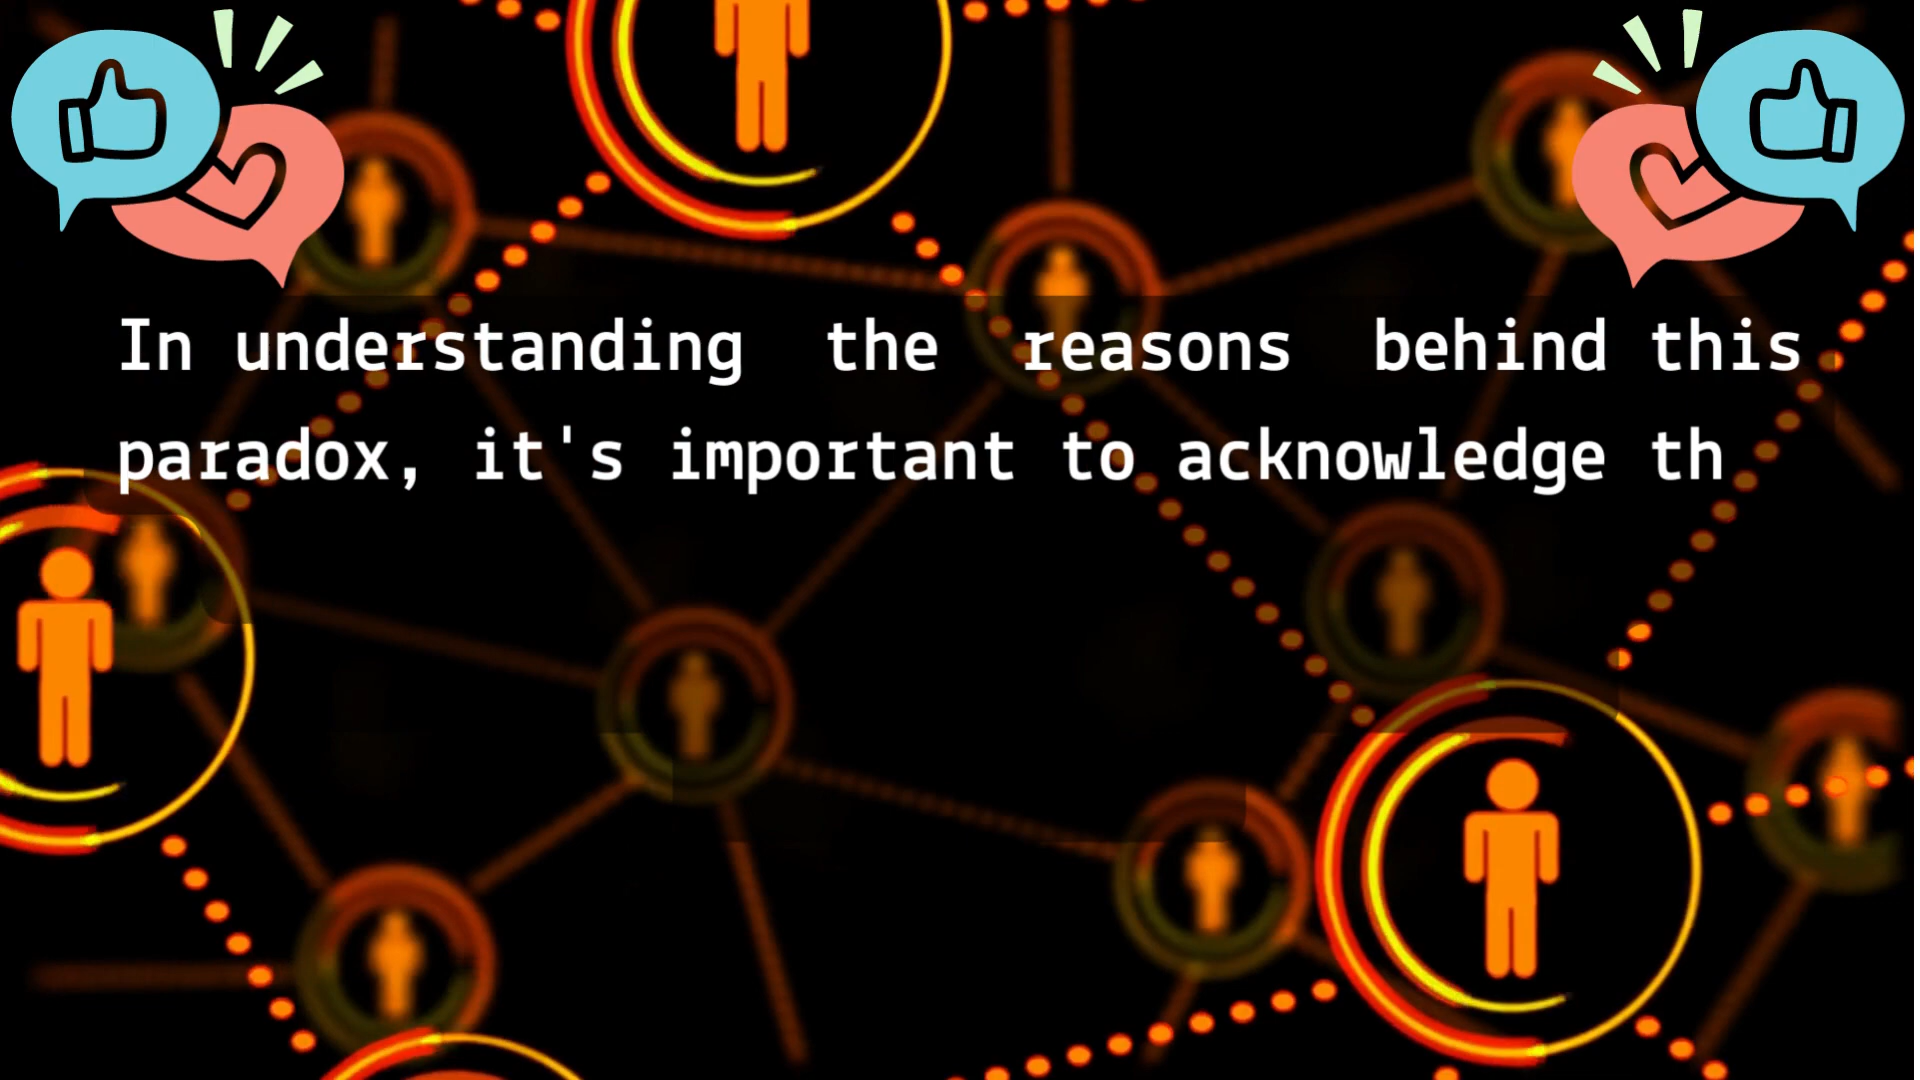 In understanding the reasons behind this
paradox, it's important to acknowledge th